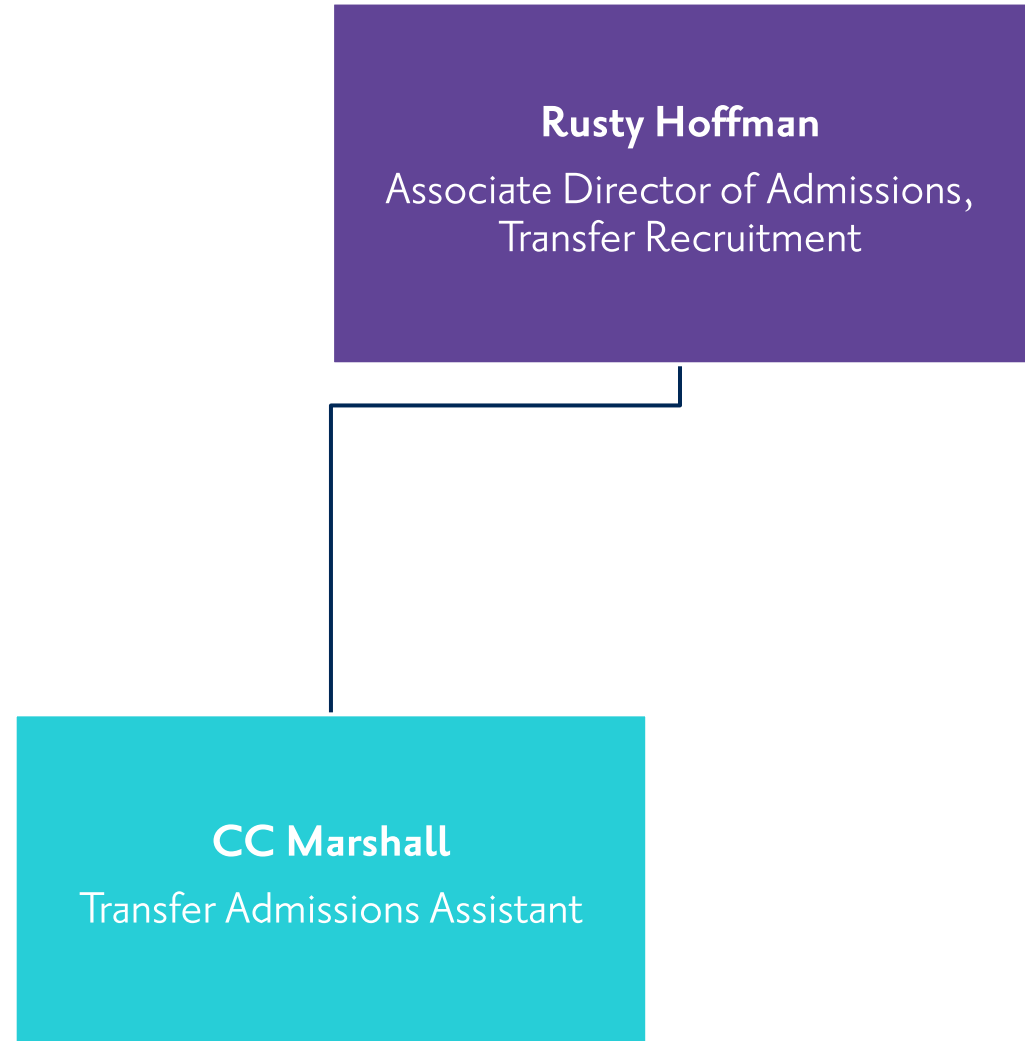 Rusty Hoffman
Associate Director of Admissions,
Transfer Recruitment
CC Marshall
Transfer Admissions Assistant